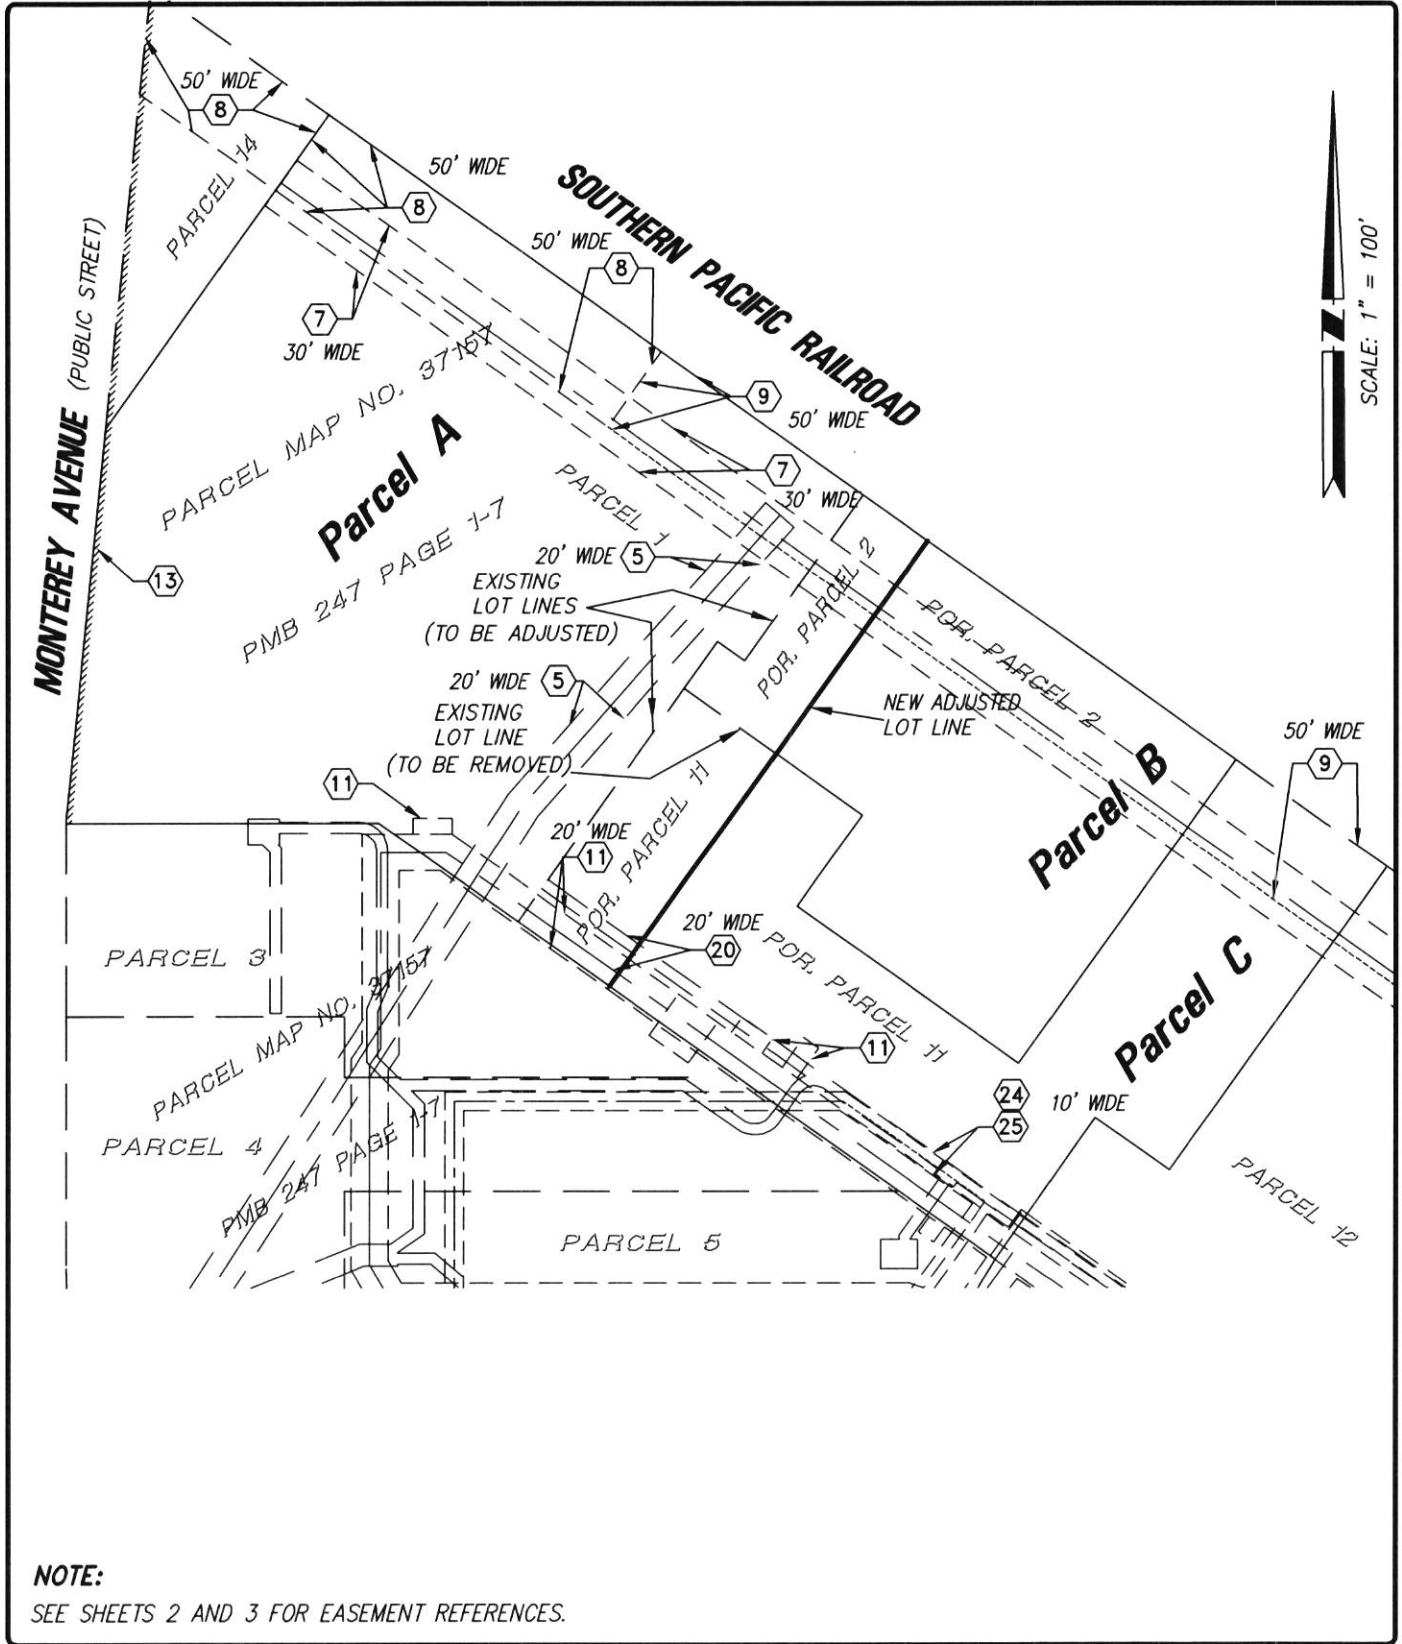 50' WIDE
8
PARCEL 14
50' WIDE
8
SOUTHERN PACIFIC RAILROAD
50' WIDE
8
7
30' WIDE
MONTEREY AVENUE (PUBLIC STREET)
SCALE: 1" = 100'
N
9
50' WIDE
PARCEL MAP NO. 37157
Parcel A
PMB 247 PAGE 1-7
PARCEL 1
7
30' WIDE
13
20' WIDE
5
EXISTING
LOT LINES
(TO BE ADJUSTED)
POR. PARCEL 2
POR. PARCEL 2
20' WIDE
5
EXISTING
LOT LINE
(TO BE REMOVED)
NEW ADJUSTED
LOT LINE
50' WIDE
9
Parcel B
11
20' WIDE
11
POR. PARCEL 11
20' WIDE
20
POR. PARCEL 11
Parcel C
PARCEL 3
PARCEL MAP NO. 37157
11
24
25
10' WIDE
PARCEL 4
PMB 247 PAGE 1-7
PARCEL 5
PARCEL 12
NOTE:
SEE SHEETS 2 AND 3 FOR EASEMENT REFERENCES.